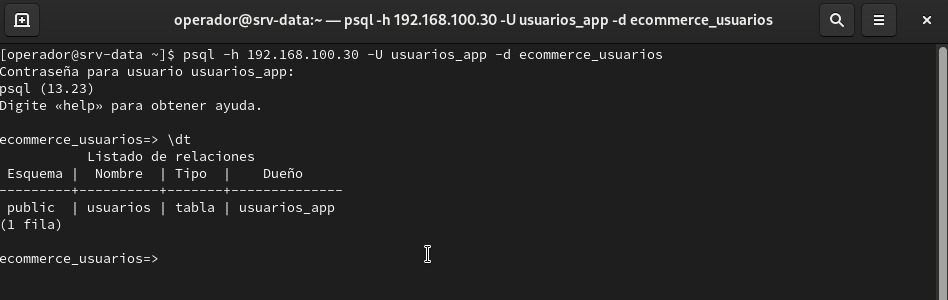 operador@srv-data:~ — psql -h 192.168.100.30 -U usuarios_app -d ecommerce_usuarios
[operador@srv-data ~]$ psql -h 192.168.100.30 -U usuarios_app -d ecommerce_usuarios
Contraseña para usuario usuarios_app:
psql (13.23)
Digite «help» para obtener ayuda.

ecommerce_usuarios=> \dt
           Listado de relaciones
 Esquema |  Nombre  | Tipo  |    Dueño
---------+----------+-------+--------------
 public  | usuarios | tabla | usuarios_app
(1 fila)

ecommerce_usuarios=>